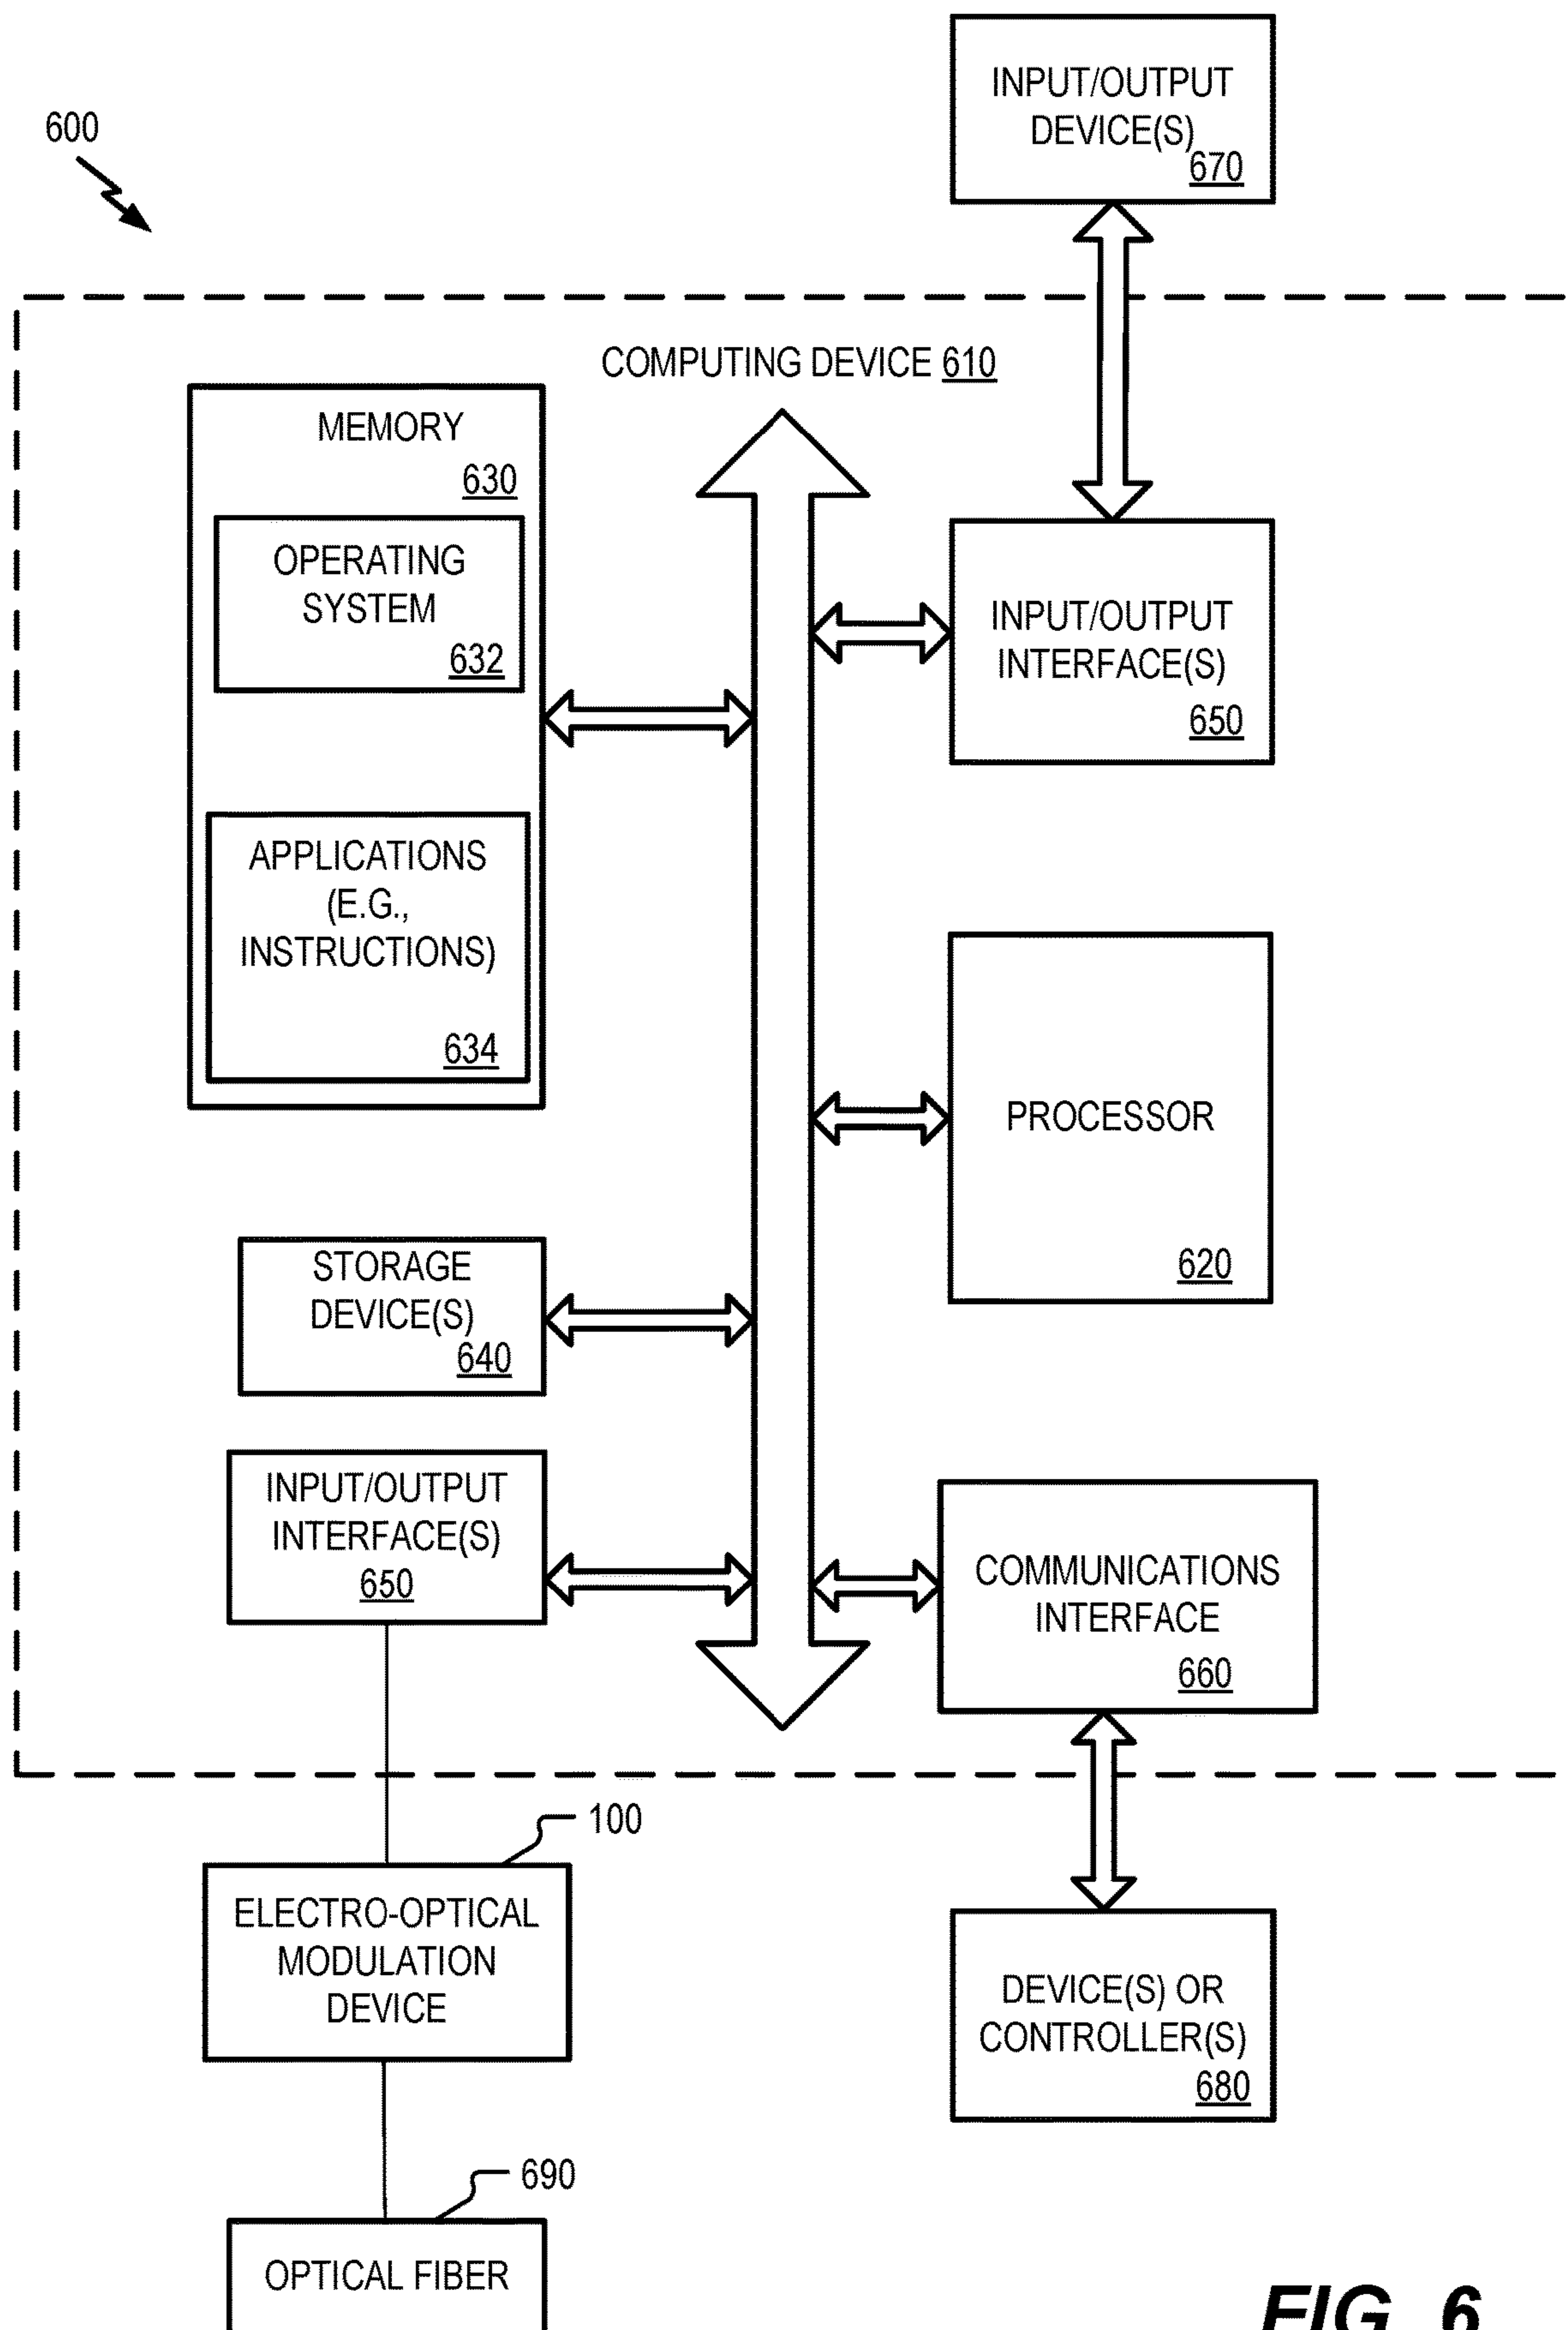 600
INPUT/OUTPUT
DEVICE(S)
670
COMPUTING DEVICE 610
MEMORY
630
OPERATING
SYSTEM
632
APPLICATIONS
(E.G.,
INSTRUCTIONS)
634
INPUT/OUTPUT
INTERFACE(S)
650
PROCESSOR
620
STORAGE
DEVICE(S)
640
INPUT/OUTPUT
INTERFACE(S)
650
COMMUNICATIONS
INTERFACE
660
100
ELECTRO-OPTICAL
MODULATION
DEVICE
DEVICE(S) OR
CONTROLLER(S)
680
690
OPTICAL FIBER
FIG. 6